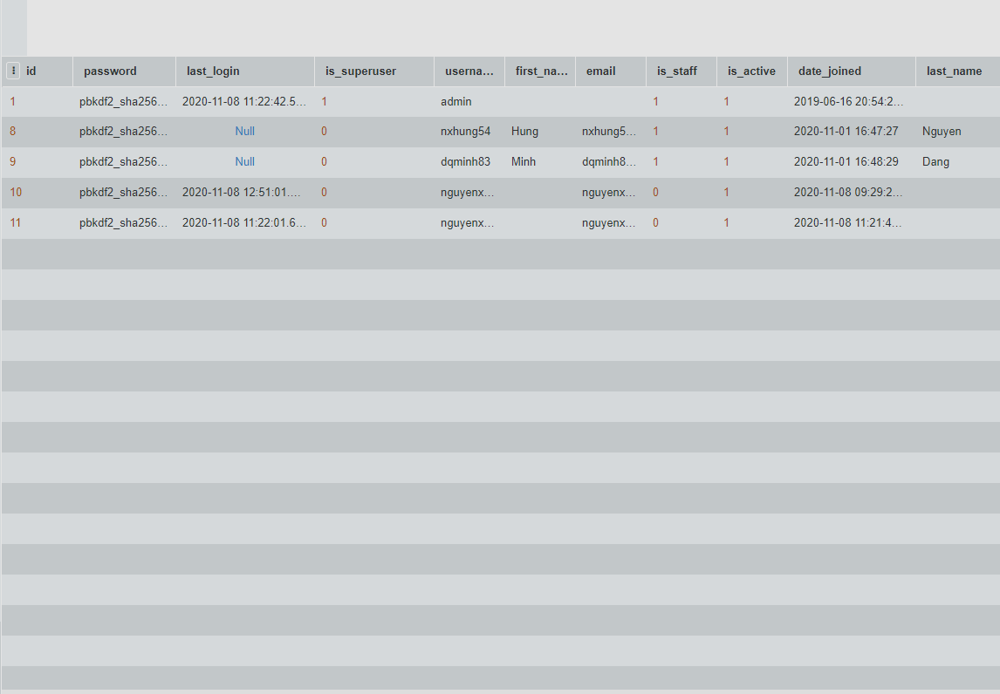 id password last_login is_superuser userna... first_na... email is_staff is_active date_joined last_name
1 pbkdf2_sha256... 2020-11-08 11:22:42.5... 1 admin 1 1 2019-06-16 20:54:2...
8 pbkdf2_sha256... Null 0 nxhung54 Hung nxhung5... 1 1 2020-11-01 16:47:27 Nguyen
9 pbkdf2_sha256... Null 0 dqminh83 Minh dqminh8... 1 1 2020-11-01 16:48:29 Dang
10 pbkdf2_sha256... 2020-11-08 12:51:01.... 0 nguyenx... nguyenx... 0 1 2020-11-08 09:29:2...
11 pbkdf2_sha256... 2020-11-08 11:22:01.6... 0 nguyenx... nguyenx... 0 1 2020-11-08 11:21:4...